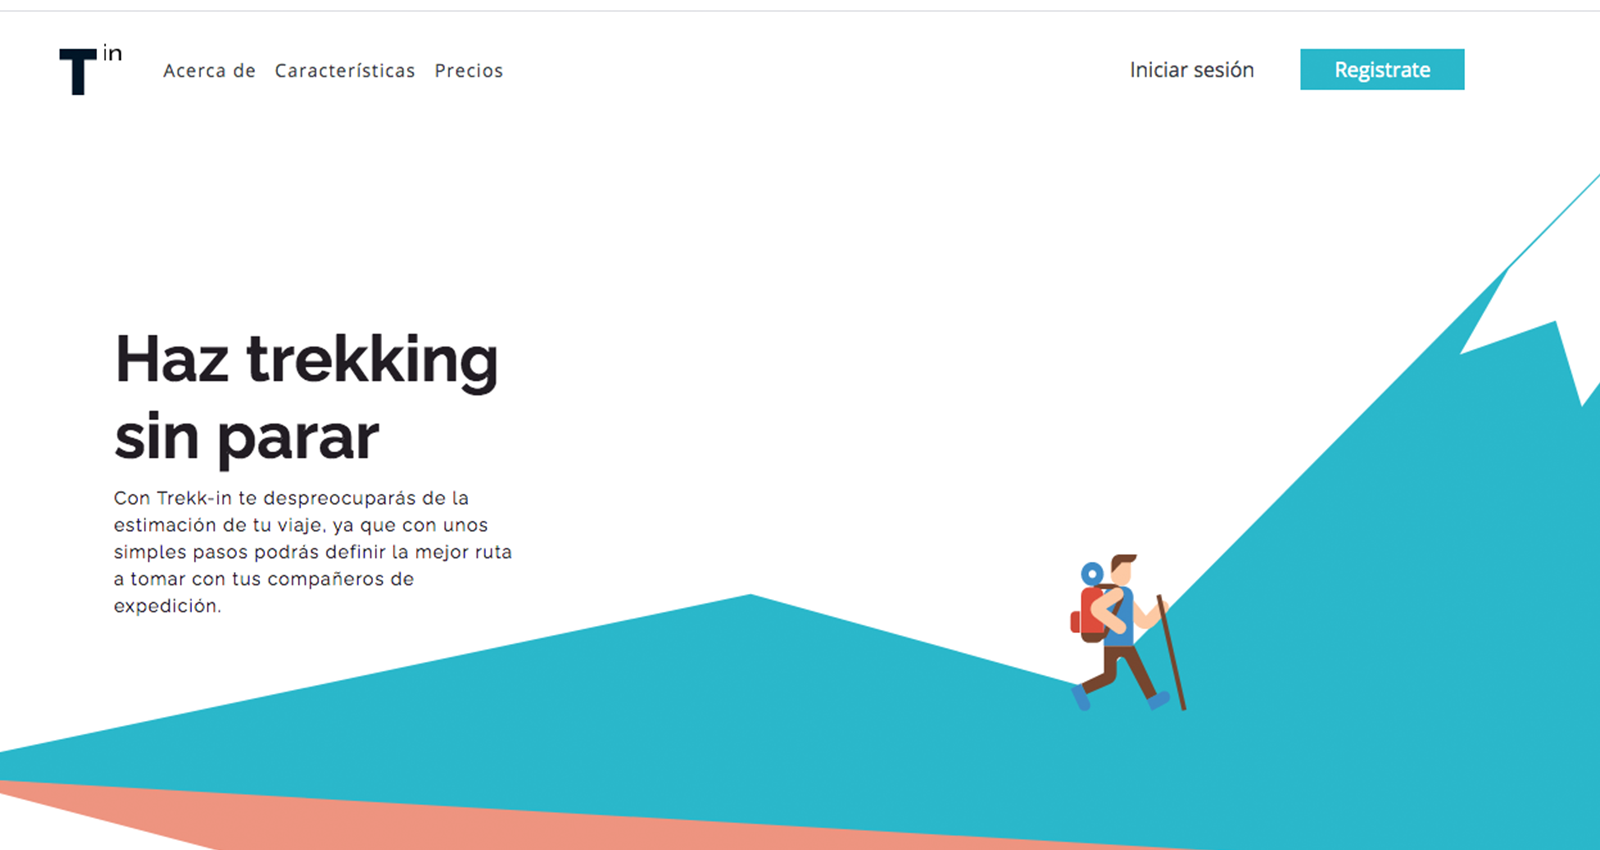 T in
Acerca de Características Precios
Iniciar sesión
Registrate
Haz trekking
sin parar
Con Trekk-in te despreocuparás de la
estimación de tu viaje, ya que con unos
simples pasos podrás definir la mejor ruta
a tomar con tus compañeros de
expedición.